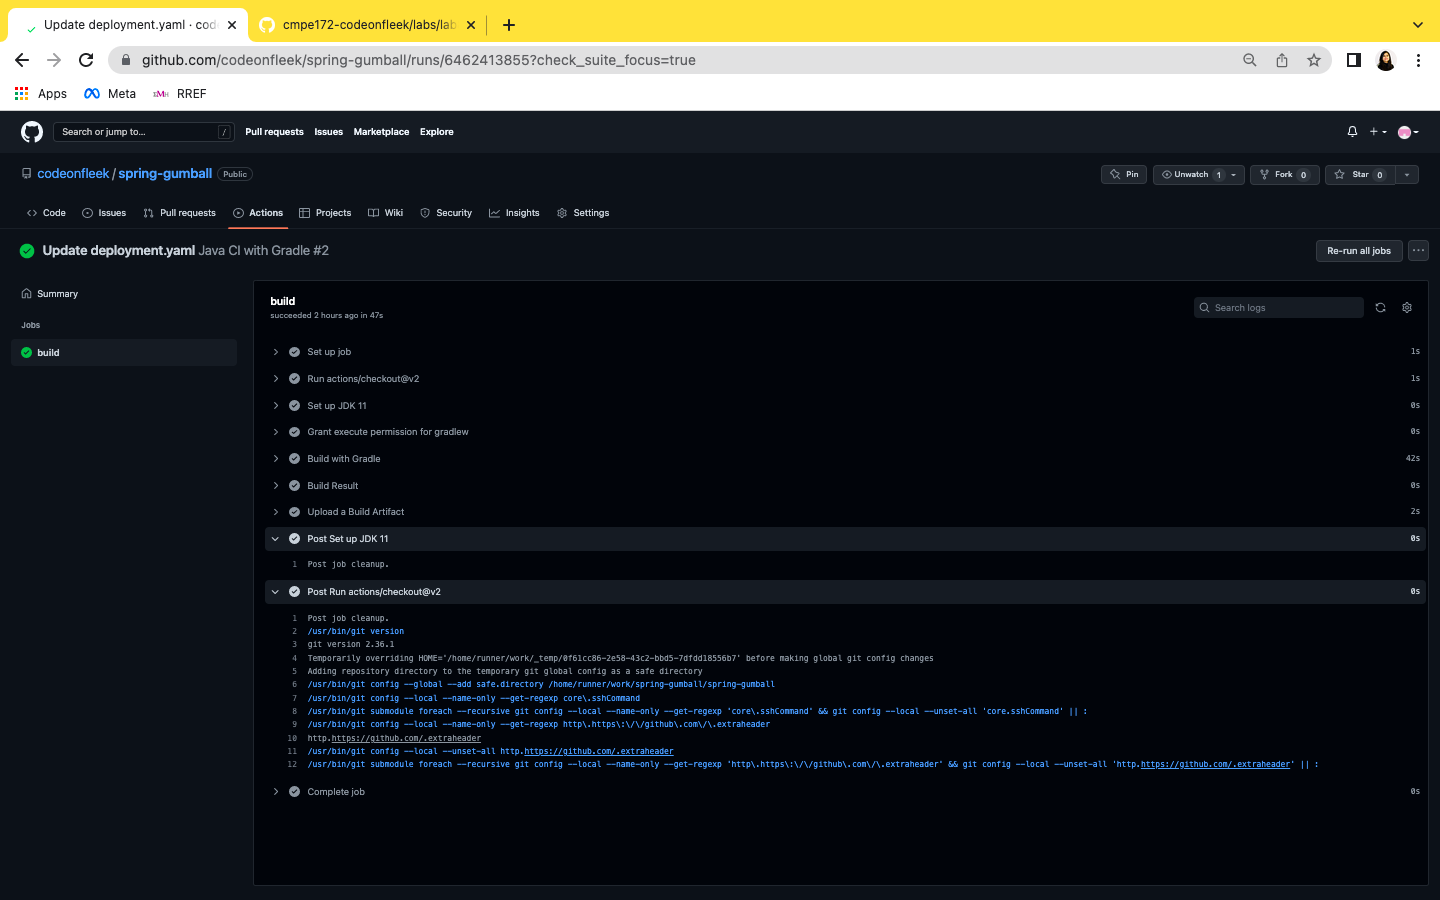 Update deployment.yaml · cod
cmpe172-codeonfleek/labs/lab
github.com/codeonfleek/spring-gumball/runs/6462413855?check_suite_focus=true
Apps Meta RREF
Search or jump to... / Pull requests Issues Marketplace Explore
codeonfleek / spring-gumball Public
Pin Unwatch 1 Fork 0 Star 0
Code Issues Pull requests Actions Projects Wiki Security Insights Settings
Update deployment.yaml Java CI with Gradle #2
Re-run all jobs
Summary
Jobs
build
build
succeeded 2 hours ago in 47s
Search logs
Set up job 1s
Run actions/checkout@v2 1s
Set up JDK 11 0s
Grant execute permission for gradlew 0s
Build with Gradle 42s
Build Result 0s
Upload a Build Artifact 2s
Post Set up JDK 11 0s
1 Post job cleanup.
Post Run actions/checkout@v2 0s
1 Post job cleanup.
2 /usr/bin/git version
3 git version 2.36.1
4 Temporarily overriding HOME='/home/runner/work/_temp/0f61cc86-2e58-43c2-bbd5-7dfdd18556b7' before making global git config changes
5 Adding repository directory to the temporary git global config as a safe directory
6 /usr/bin/git config --global --add safe.directory /home/runner/work/spring-gumball/spring-gumball
7 /usr/bin/git config --local --name-only --get-regexp core\.sshCommand
8 /usr/bin/git submodule foreach --recursive git config --local --name-only --get-regexp 'core\.sshCommand' && git config --local --unset-all 'core.sshCommand' || :
9 /usr/bin/git config --local --name-only --get-regexp http\.https\:\/\/github\.com\/\.extraheader
10 http.https://github.com/.extraheader
11 /usr/bin/git config --local --unset-all http.https://github.com/.extraheader
12 /usr/bin/git submodule foreach --recursive git config --local --name-only --get-regexp 'http\.https\:\/\/github\.com\/\.extraheader' && git config --local --unset-all 'http.https://github.com/.extraheader' || :
Complete job 0s